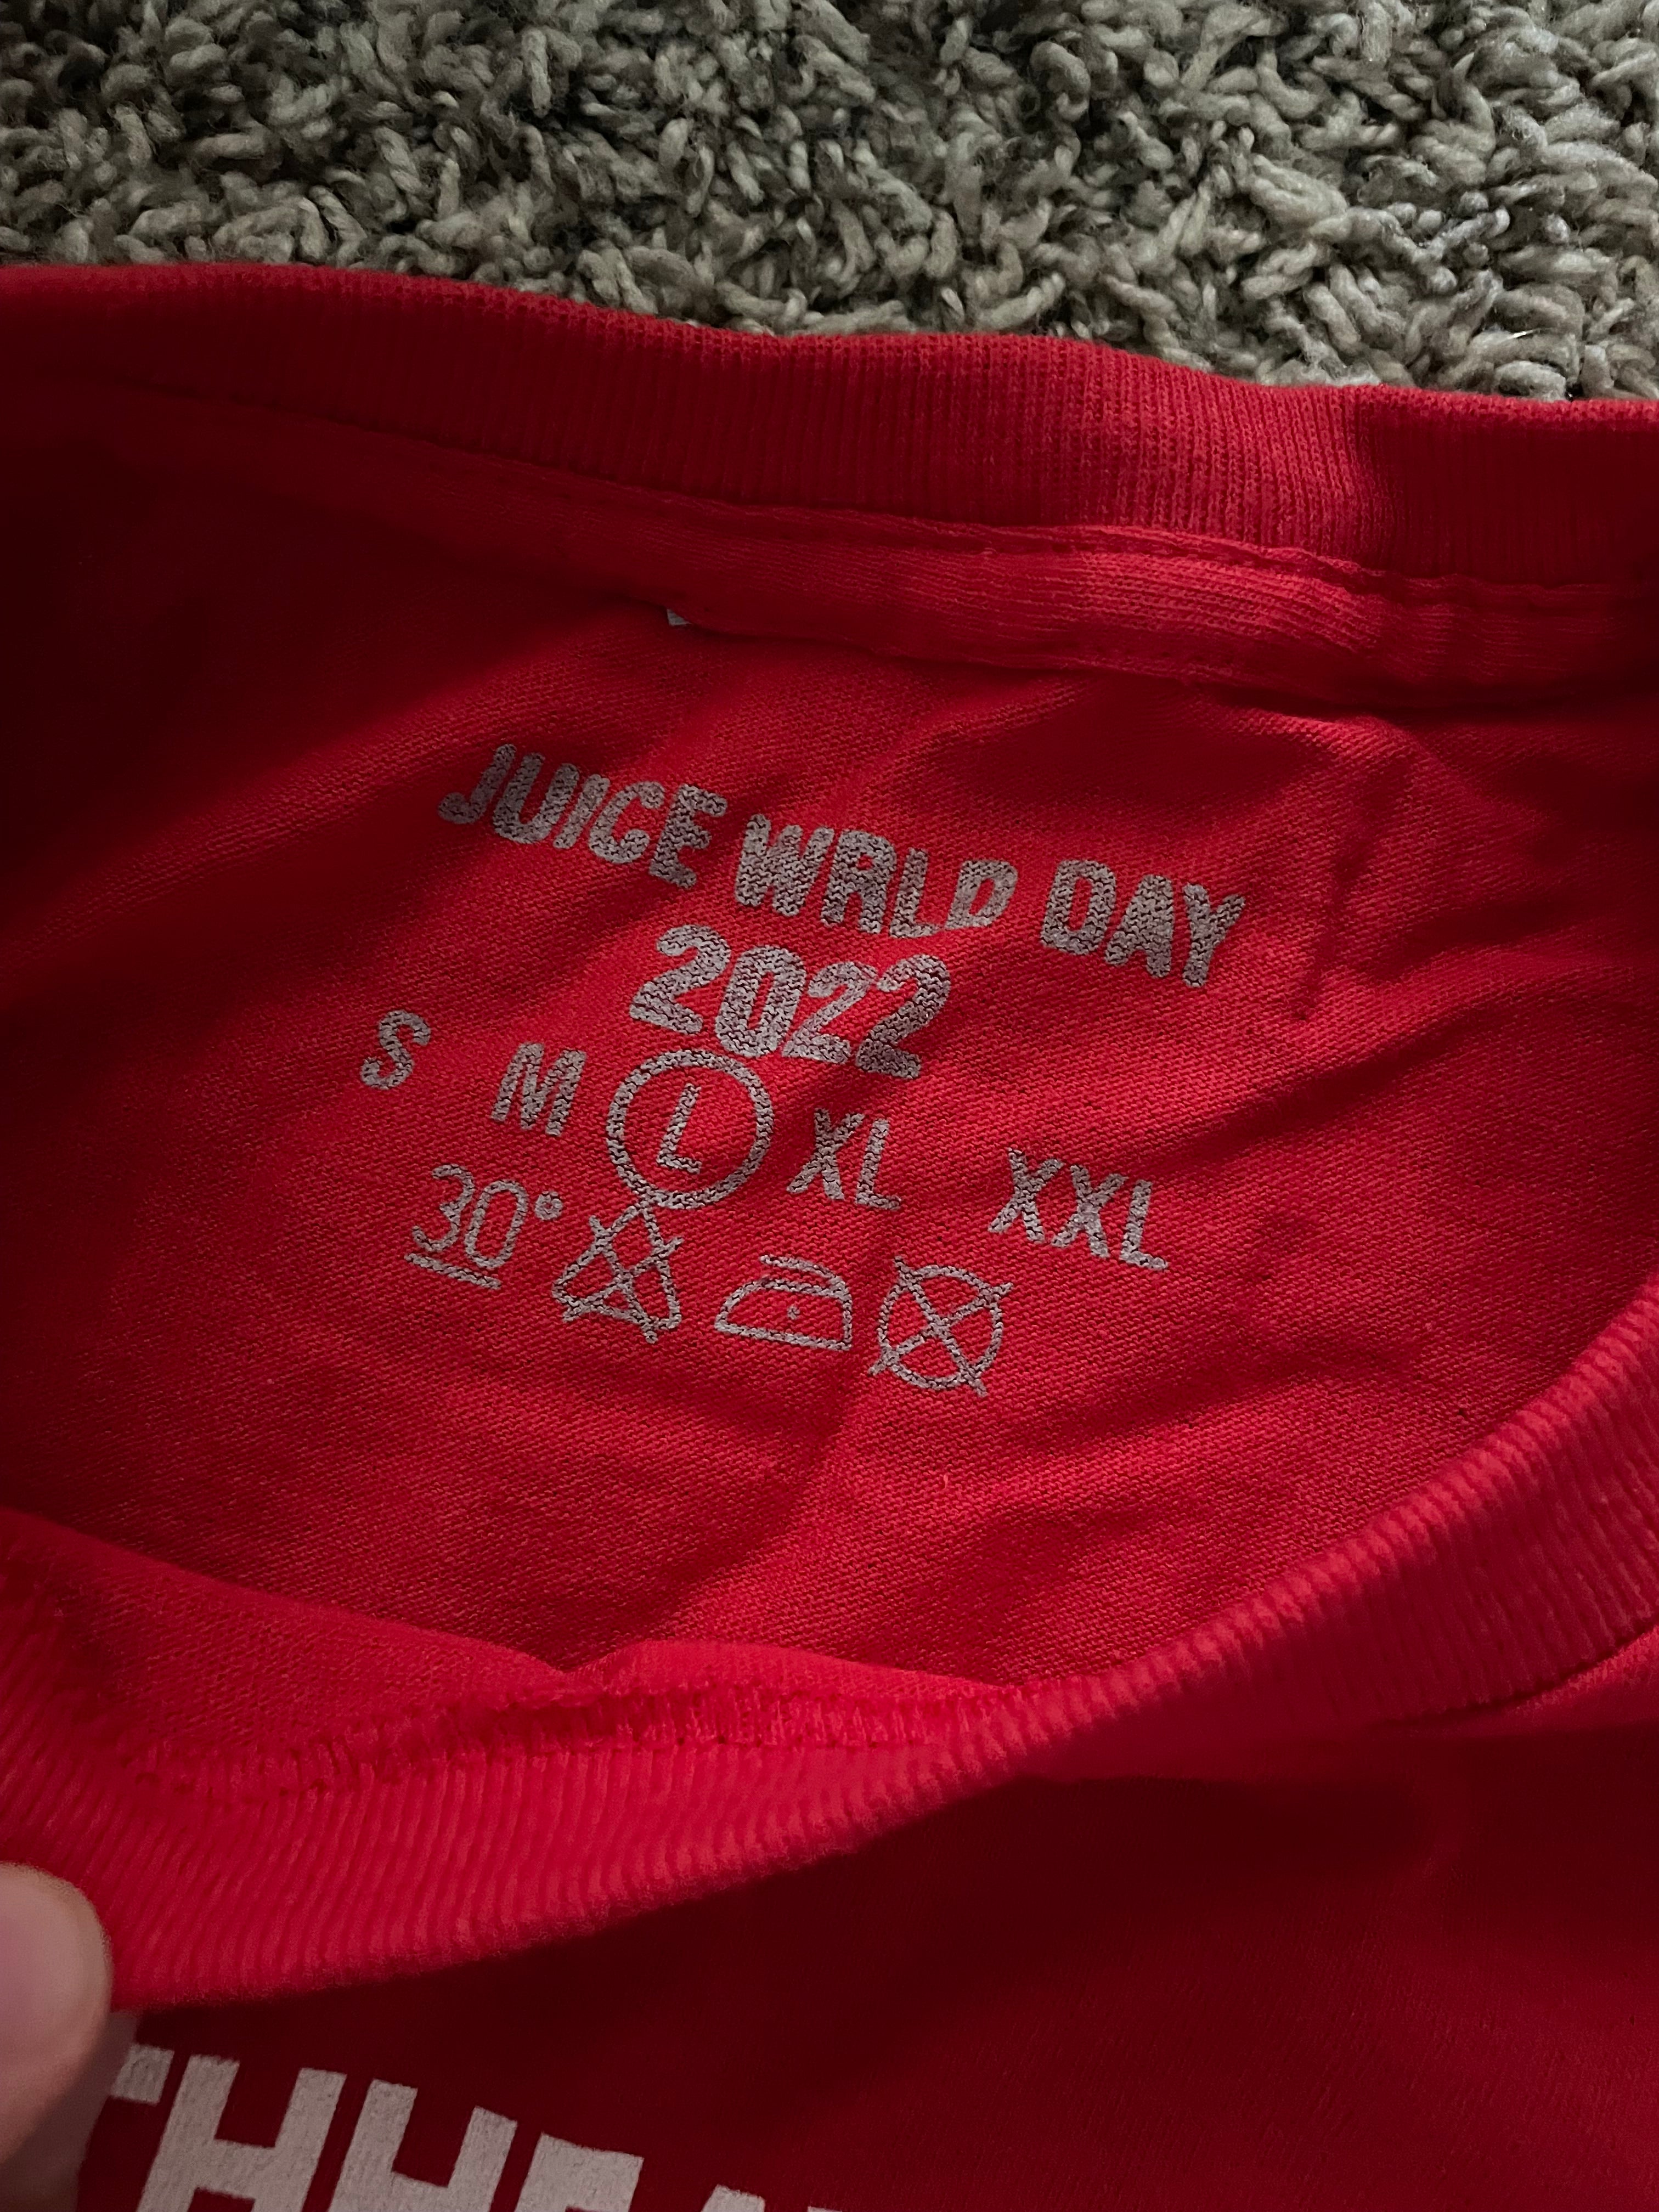 JUICE WRLD DAY
2022
S M L XL XXL
30°